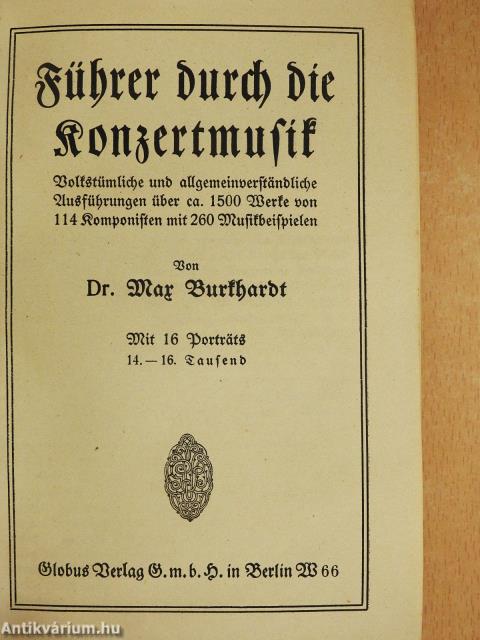 Führer durch die
Konzertmusik
Volkstümliche und allgemeinverständliche
Ausführungen über ca. 1500 Werke von
114 Komponisten mit 260 Musikbeispielen
Von
Dr. Max Burkhardt
Mit 16 Porträts
14.—16. Tausend
Globus Verlag G.m.b.H. in Berlin W 66
Antikvárium.hu